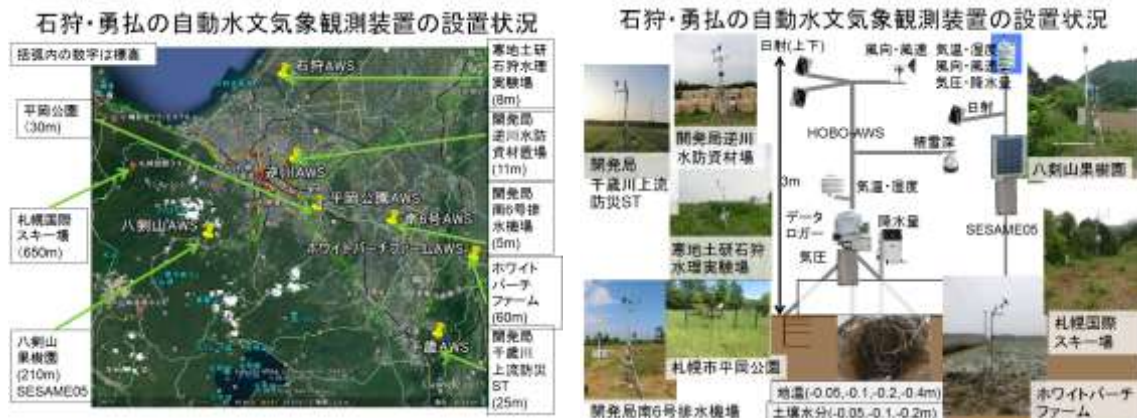 石狩・勇払の自動水文気象観測装置の設置状況
括弧内の数字は標高
石狩AWS
寒地土研
石狩水理
実験場
(8m)
平岡公園
(30m)
開発局
逆川水防
資材置場
(11m)
逆川AWS
平岡公園AWS
南6号AWS
開発局
南6号排
水機場
(5m)
札幌国際
スキー場
(650m)
八剣山AWS
ホワイトバーチファームAWS
ホワイト
バーチ
ファーム
(60m)
八剣山
果樹園
(210m)
SESAME05
開発局
千歳川
上流防災
ST
(25m)
石狩・勇払の自動水文気象観測装置の設置状況
日射(上下)
風向・風速
気温・湿度
風向・風速
気圧・降水量
日射
HOBO-AWS
積雪深
開発局逆川
水防資材場
開発局
千歳川上流
防災ST
八剣山果樹園
3m
気温・湿度
データ
ロガー
降水量
気圧
SESAME05
寒地土研石狩
水理実験場
札幌国際
スキー場
札幌市平岡公園
開発局南6号排水機場
地温(-0.05,-0.1,-0.2,-0.4m)
土壌水分(-0.05,-0.1,-0.2m)
ホワイトバーチ
ム